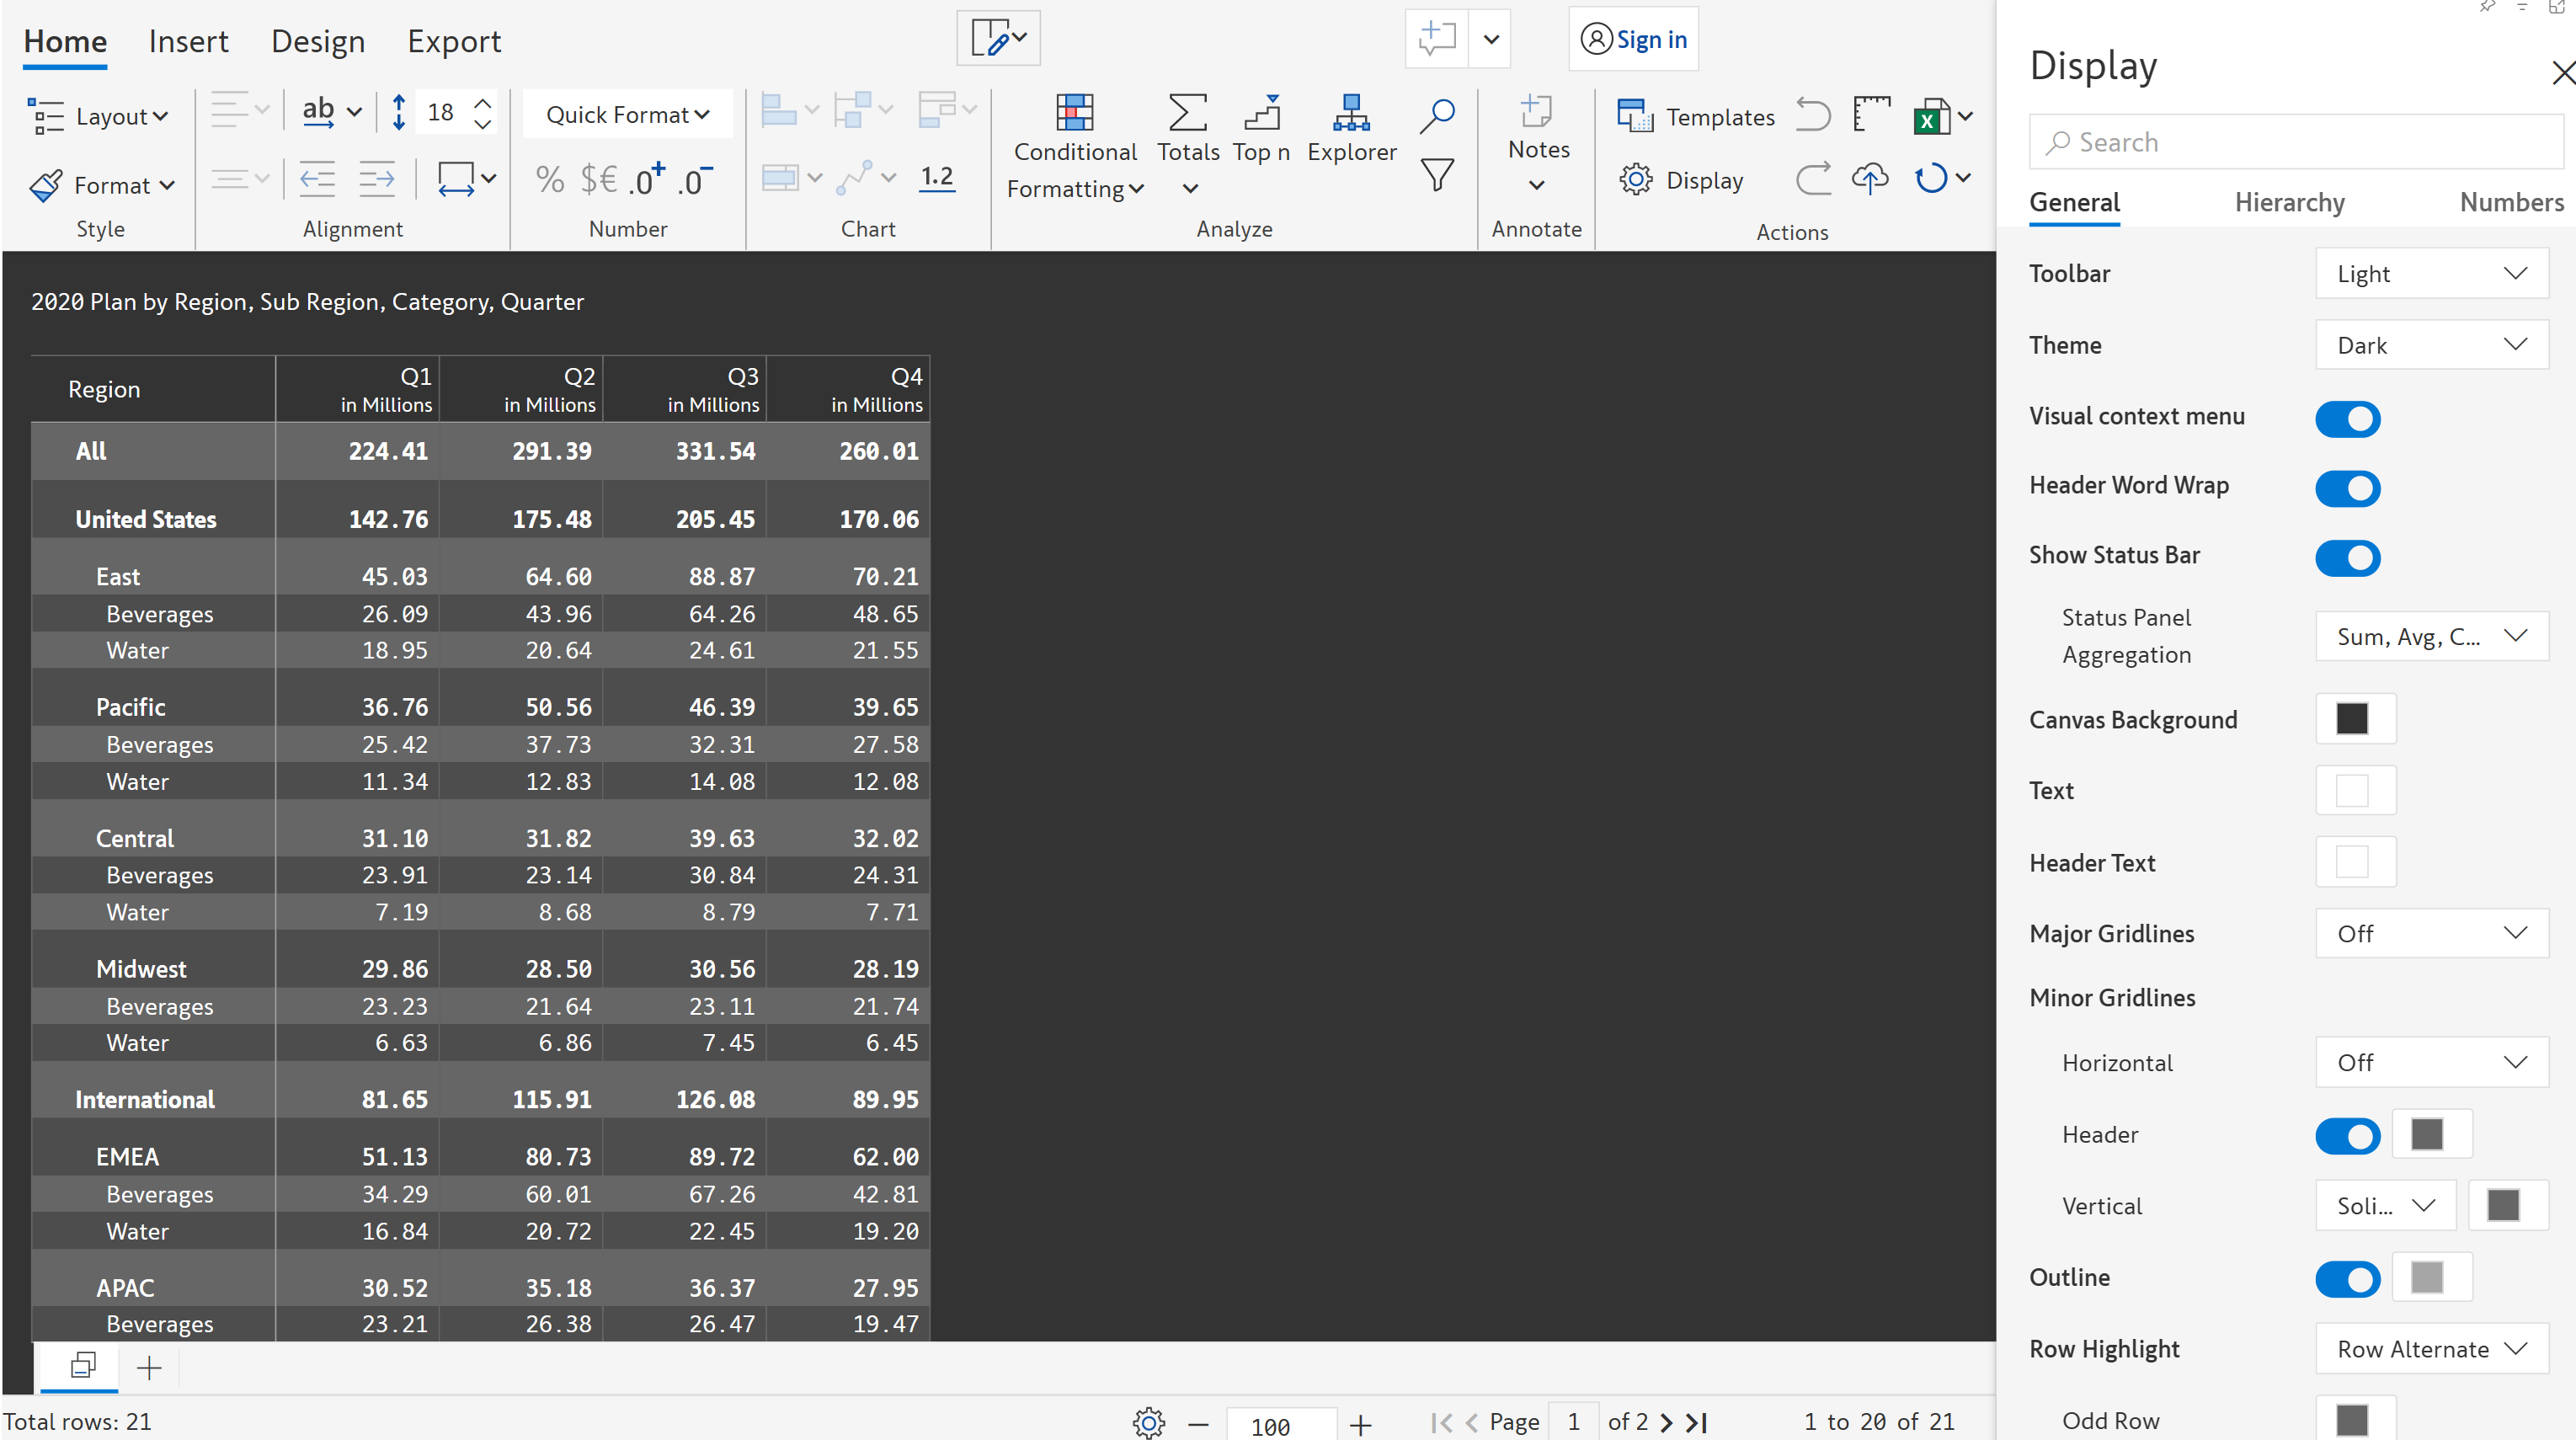 Home Insert Design Export Sign in
Layout ab 18 Quick Format Templates
Conditional Formatting Totals Top n Explorer Notes
Format % $€ .0+ .0- 1.2 Display
Style Alignment Number Chart Analyze Annotate Actions
2020 Plan by Region, Sub Region, Category, Quarter
Region Q1 Q2 Q3 Q4
in Millions in Millions in Millions in Millions
All 224.41 291.39 331.54 260.01
United States 142.76 175.48 205.45 170.06
East 45.03 64.60 88.87 70.21
Beverages 26.09 43.96 64.26 48.65
Water 18.95 20.64 24.61 21.55
Pacific 36.76 50.56 46.39 39.65
Beverages 25.42 37.73 32.31 27.58
Water 11.34 12.83 14.08 12.08
Central 31.10 31.82 39.63 32.02
Beverages 23.91 23.14 30.84 24.31
Water 7.19 8.68 8.79 7.71
Midwest 29.86 28.50 30.56 28.19
Beverages 23.23 21.64 23.11 21.74
Water 6.63 6.86 7.45 6.45
International 81.65 115.91 126.08 89.95
EMEA 51.13 80.73 89.72 62.00
Beverages 34.29 60.01 67.26 42.81
Water 16.84 20.72 22.45 19.20
APAC 30.52 35.18 36.37 27.95
Beverages 23.21 26.38 26.47 19.47
Total rows: 21 100 Page 1 of 2 1 to 20 of 21
Display
Search
General Hierarchy Numbers
Toolbar Light
Theme Dark
Visual context menu
Header Word Wrap
Show Status Bar
Status Panel
Aggregation Sum, Avg, C...
Canvas Background
Text
Header Text
Major Gridlines Off
Minor Gridlines
Horizontal Off
Header
Vertical Soli...
Outline
Row Highlight Row Alternate
Odd Row